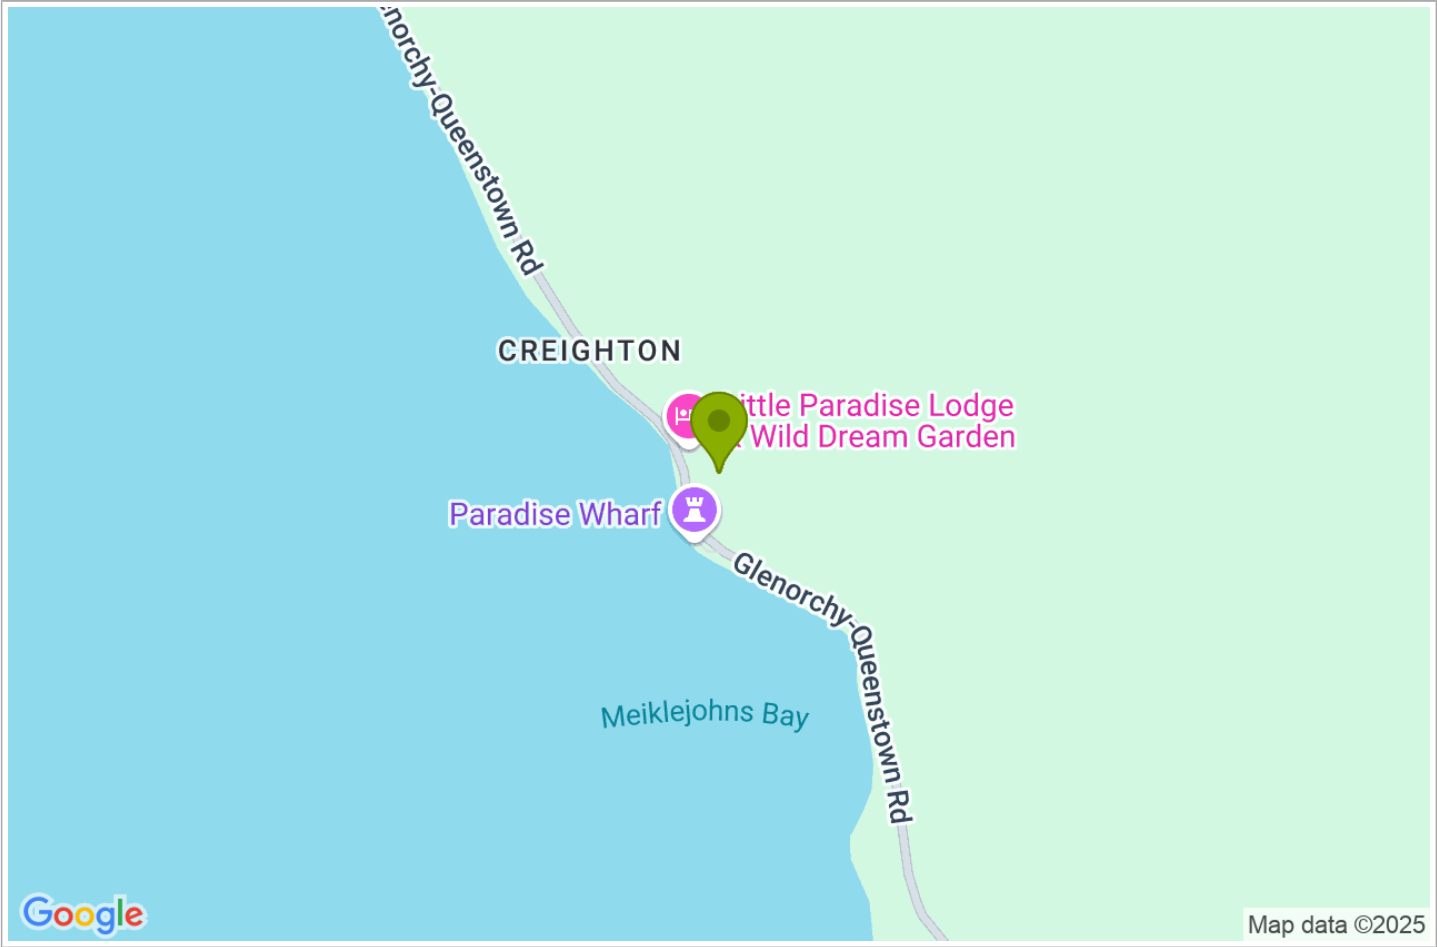 enorchy-Queenstown Rd
CREIGHTON
ittle Paradise Lodge
Wild Dream Garden
Paradise Wharf
Glenorchy-Queenstown Rd
Meiklejohns Bay
Google
Map data ©2025